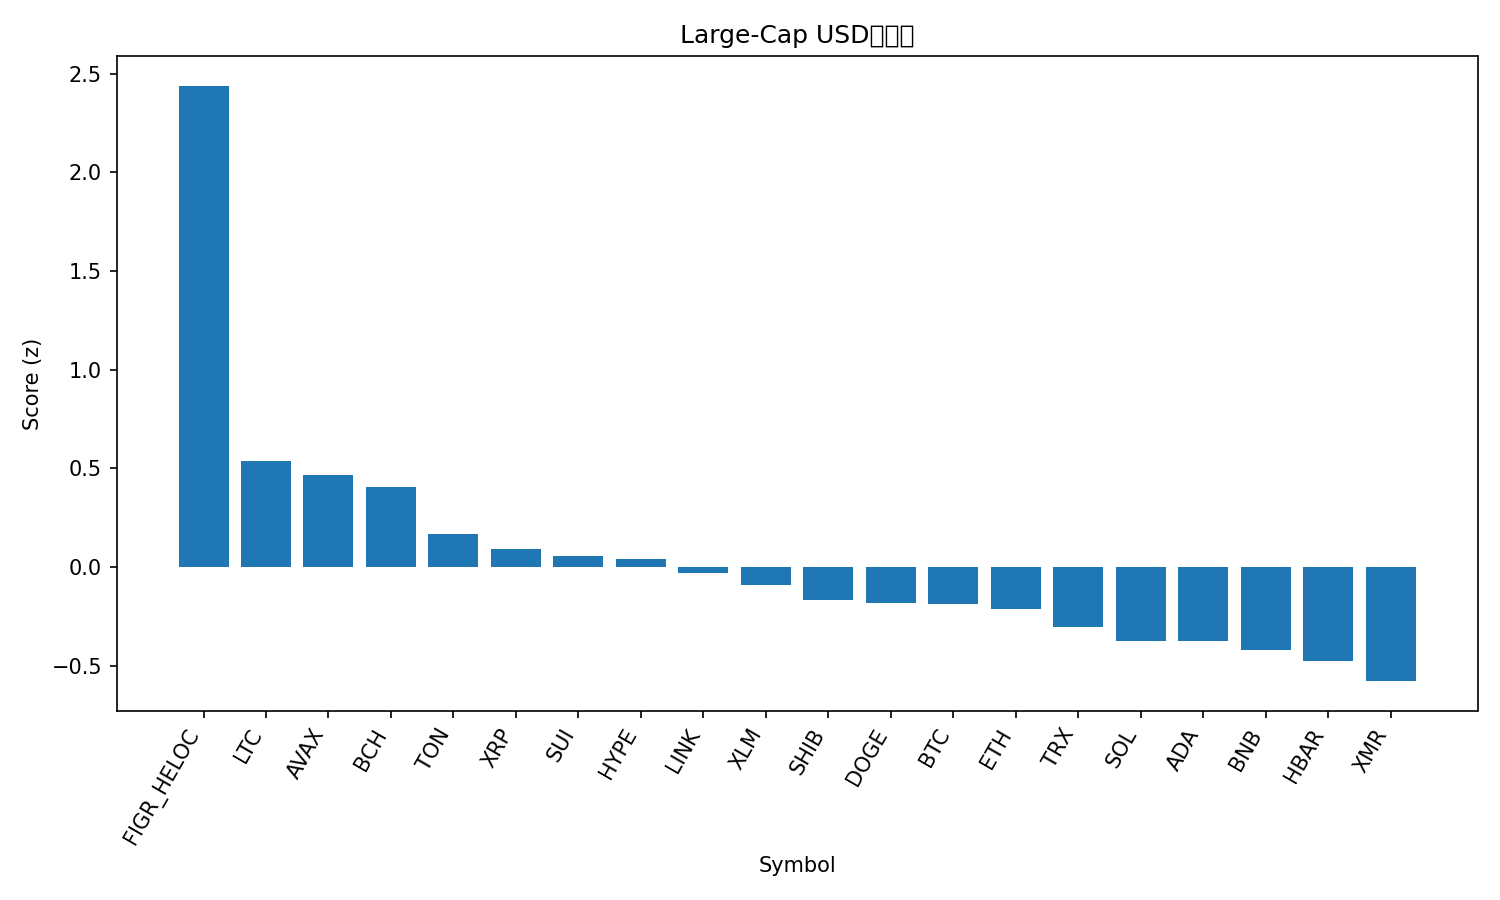 Large-Cap USD
Score (z)
2.5
2.0
1.5
1.0
0.5
0.0
−0.5
FIGR_HELOC
LTC
AVAX
BCH
TON
XRP
SUI
HYPE
LINK
XLM
SHIB
DOGE
BTC
ETH
TRX
SOL
ADA
BNB
HBAR
XMR
Symbol